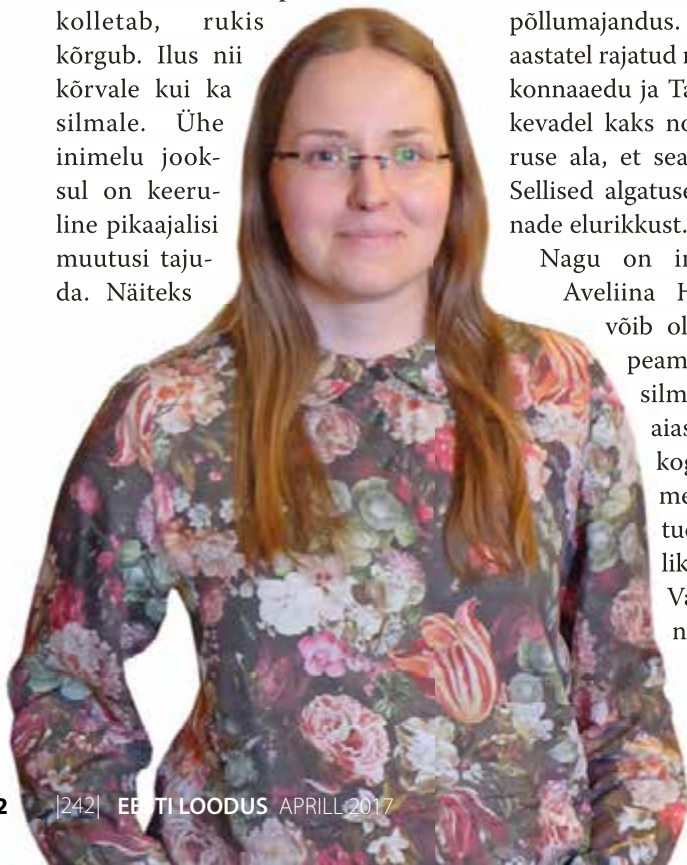 kolletab, rukis
kõrgub. Ilus nii
kõrvale kui ka
silmale. Ühe
inimelu jook-
sul on keeru-
line pikaajalisi
muutusi taju-
da. Näiteks
põllumajandus.
aastatel rajatud
konnaaedu ja
kevadel kaks
ruse ala, et
Sellised
nade elurikkust.
Nagu on
Aveliina
võib
2 |242| EESTI LOODUS APRILL 2017